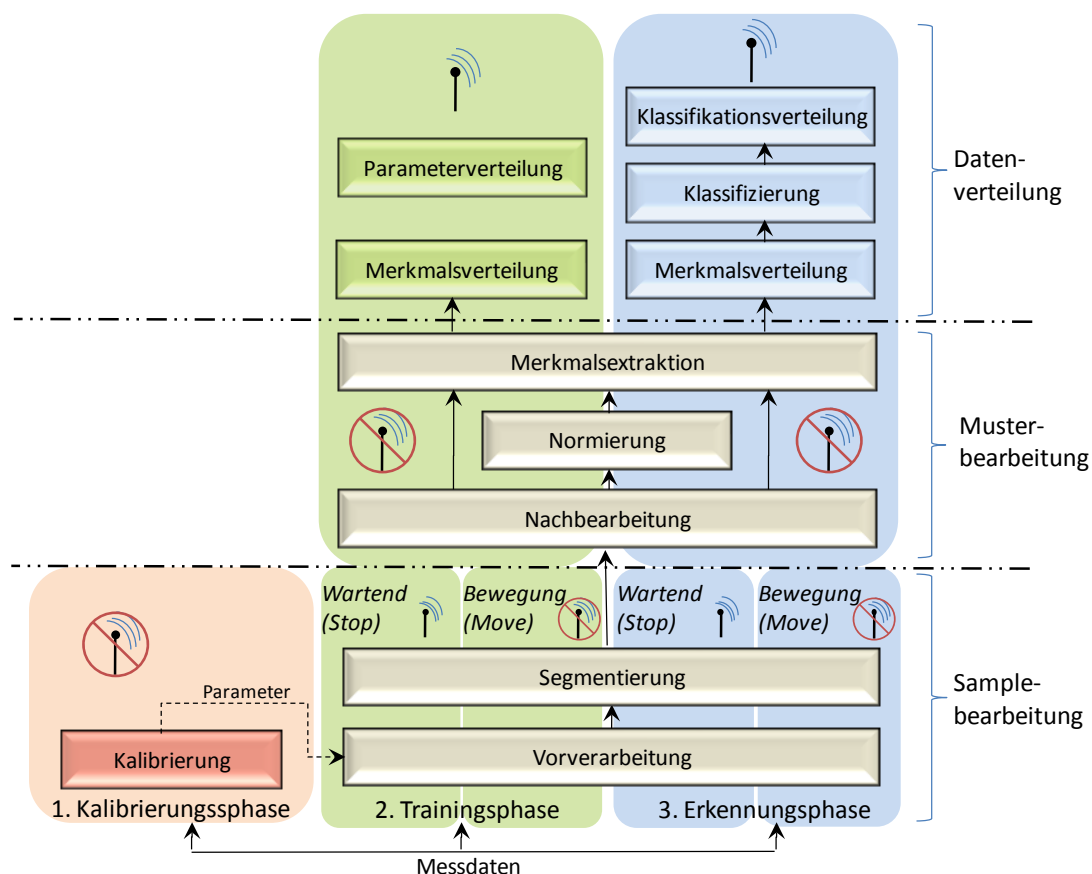 Klassifikationsverteilung
Parameterverteilung
Klassifizierung
Daten-
verteilung
Merkmalsverteilung
Merkmalsverteilung
Merkmalsextraktion
Normierung
Muster-
bearbeitung
Nachbearbeitung
Wartend
(Stop)
Bewegung
(Move)
Wartend
(Stop)
Bewegung
(Move)
Segmentierung
Sample-
bearbeitung
Parameter
Kalibrierung
Vorverarbeitung
1. Kalibrierungssphase
2. Trainingsphase
3. Erkennungsphase
Messdaten